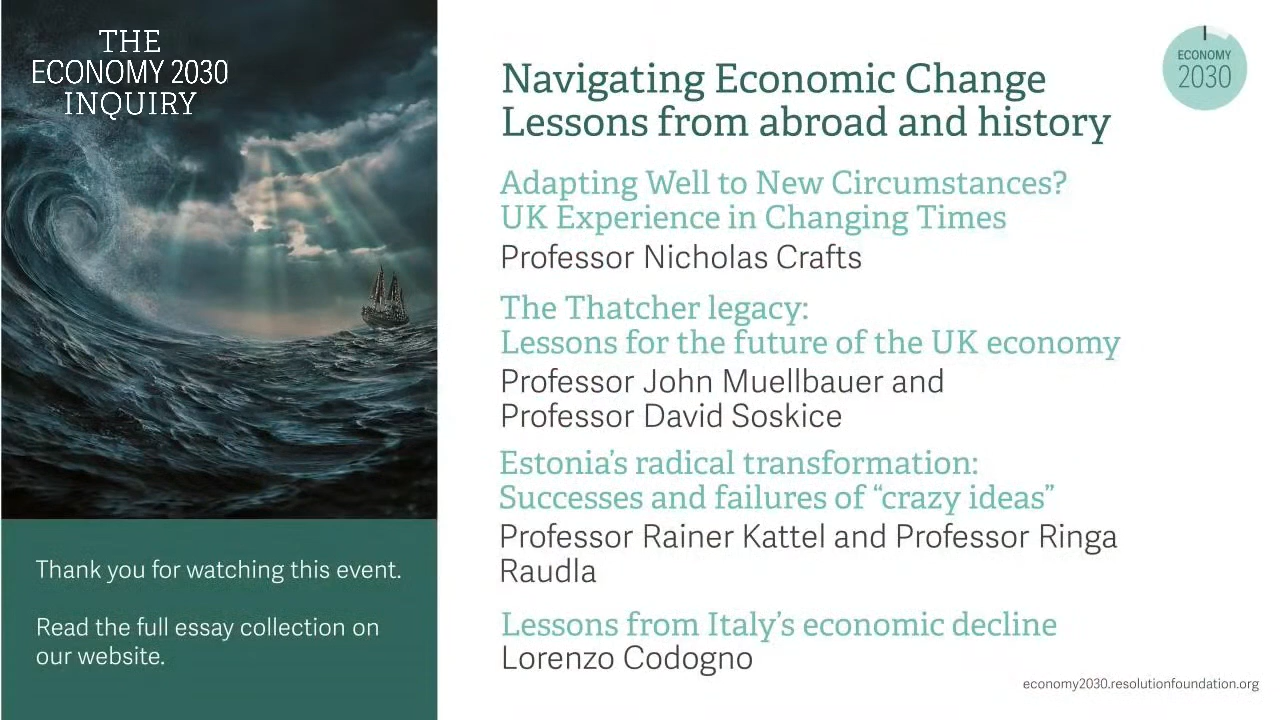 THE
ECONOMY 2030
INQUIRY
Thank you for watching this event.
Read the full essay collection on
our website.
ECONOMY
2030
Navigating Economic Change
Lessons from abroad and history
Adapting Well to New Circumstances?
UK Experience in Changing Times
Professor Nicholas Crafts
The Thatcher legacy:
Lessons for the future of the UK economy
Professor John Muellbauer and
Professor David Soskice
Estonia’s radical transformation:
Successes and failures of “crazy ideas”
Professor Rainer Kattel and Professor Ringa
Raudla
Lessons from Italy’s economic decline
Lorenzo Codogno
economy2030.resolutionfoundation.org